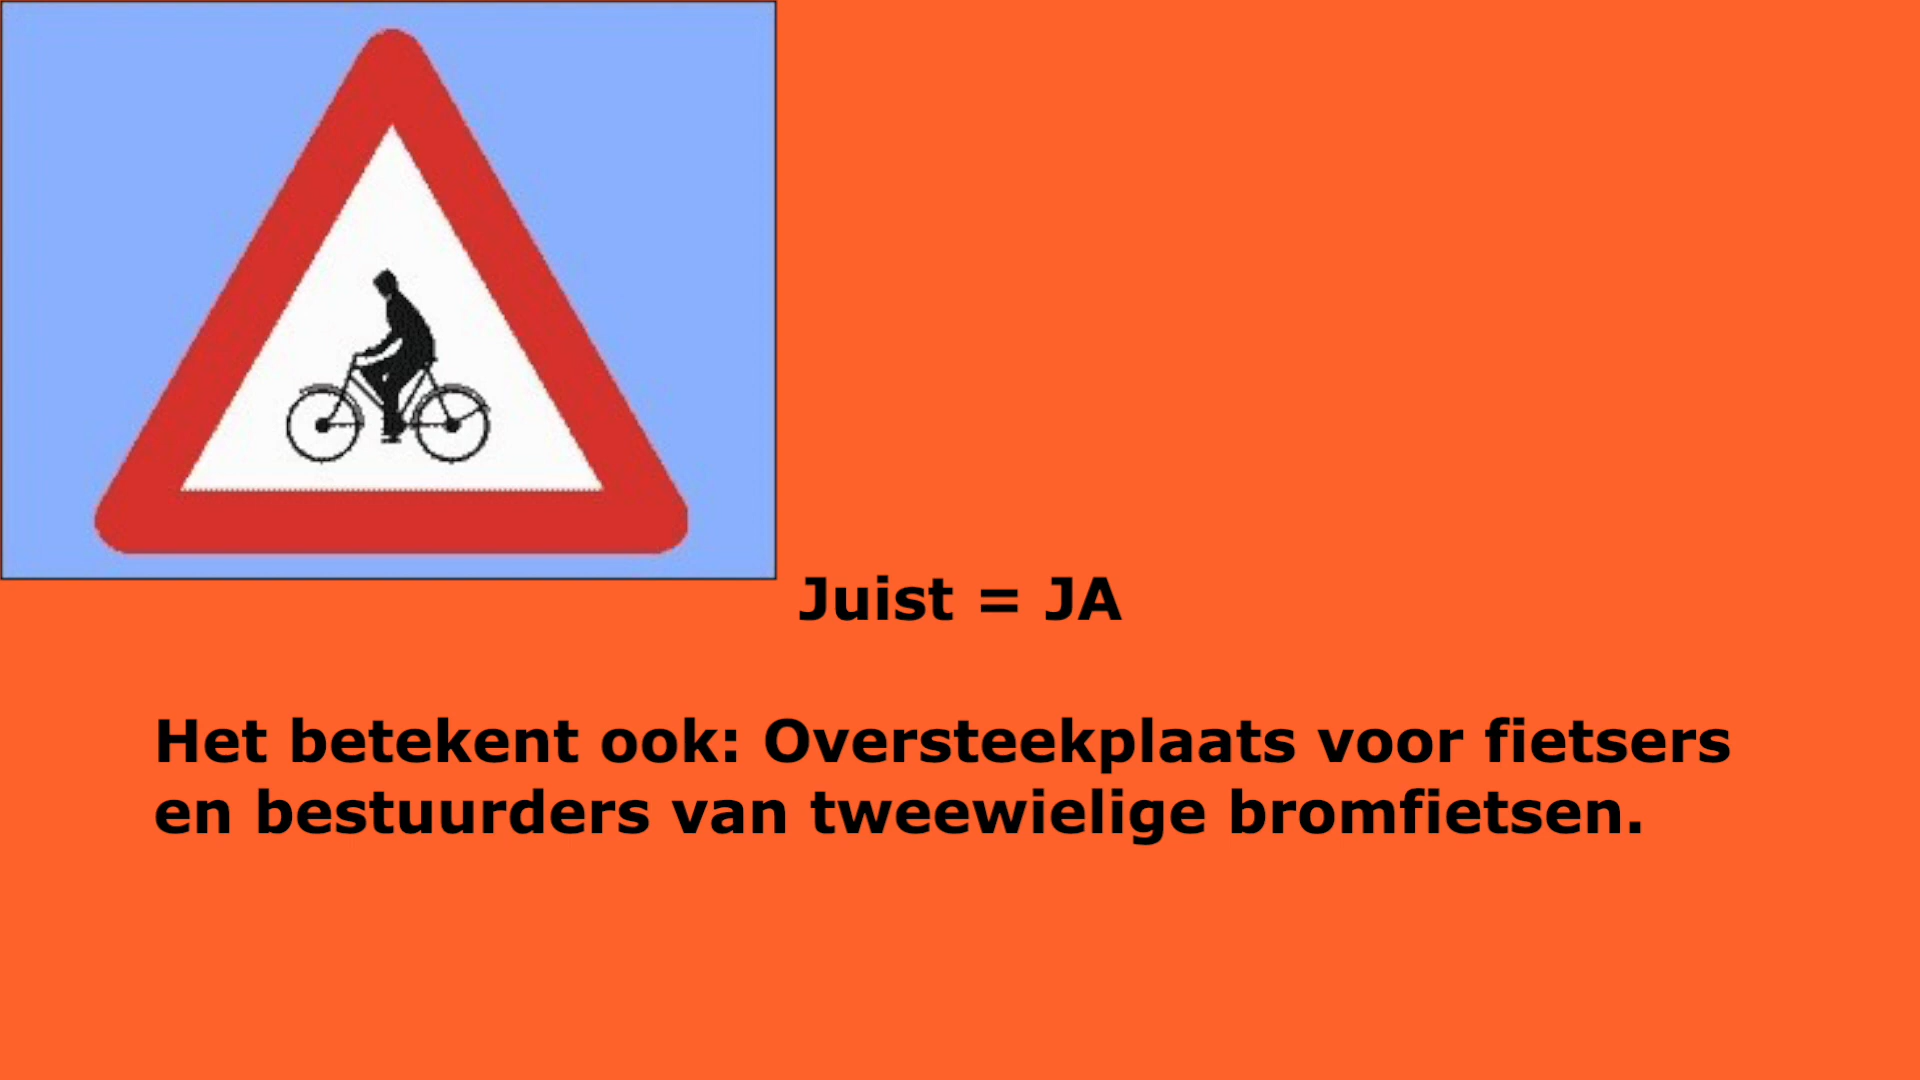 Juist = JA
Het betekent ook: Oversteekplaats voor fietsers
en bestuurders van tweewielige bromfietsen.